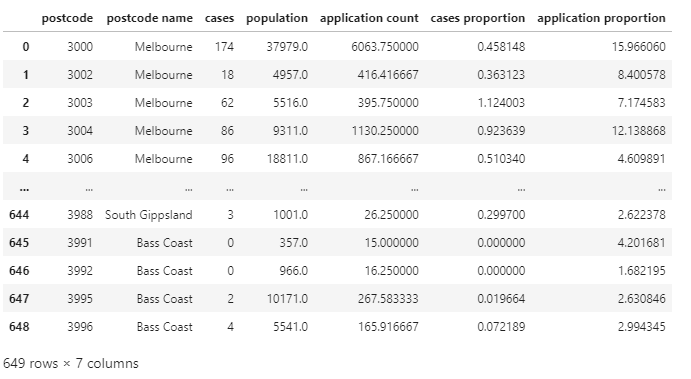 postcode postcode name cases population application count cases proportion application proportion
0 3000 Melbourne 174 37979.0 6063.750000 0.458148 15.966060
1 3002 Melbourne 18 4957.0 416.416667 0.363123 8.400578
2 3003 Melbourne 62 5516.0 395.750000 1.124003 7.174583
3 3004 Melbourne 86 9311.0 1130.250000 0.923639 12.138868
4 3006 Melbourne 96 18811.0 867.166667 0.510340 4.609891
... ... ... ... ... ... ... ...
644 3988 South Gippsland 3 1001.0 26.250000 0.299700 2.622378
645 3991 Bass Coast 0 357.0 15.000000 0.000000 4.201681
646 3992 Bass Coast 0 966.0 16.250000 0.000000 1.682195
647 3995 Bass Coast 2 10171.0 267.583333 0.019664 2.630846
648 3996 Bass Coast 4 5541.0 165.916667 0.072189 2.994345
649 rows × 7 columns